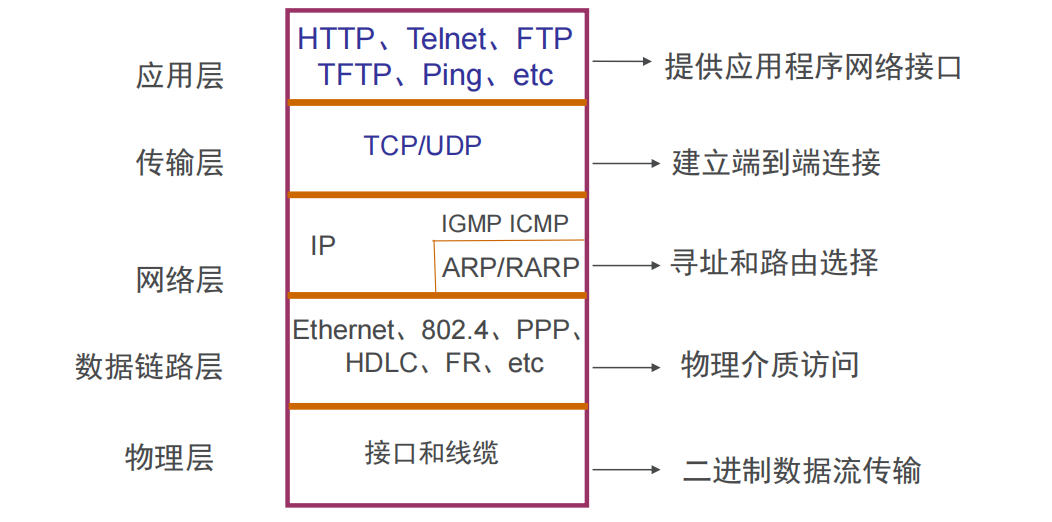 应用层
HTTP、Telnet、FTP
TFTP、Ping、etc
提供应用程序网络接口
传输层
TCP/UDP
建立端到端连接
网络层
IP
IGMP ICMP
ARP/RARP
寻址和路由选择
数据链路层
Ethernet、802.4、PPP、
HDLC、FR、etc
物理介质访问
物理层
接口和线缆
二进制数据流传输